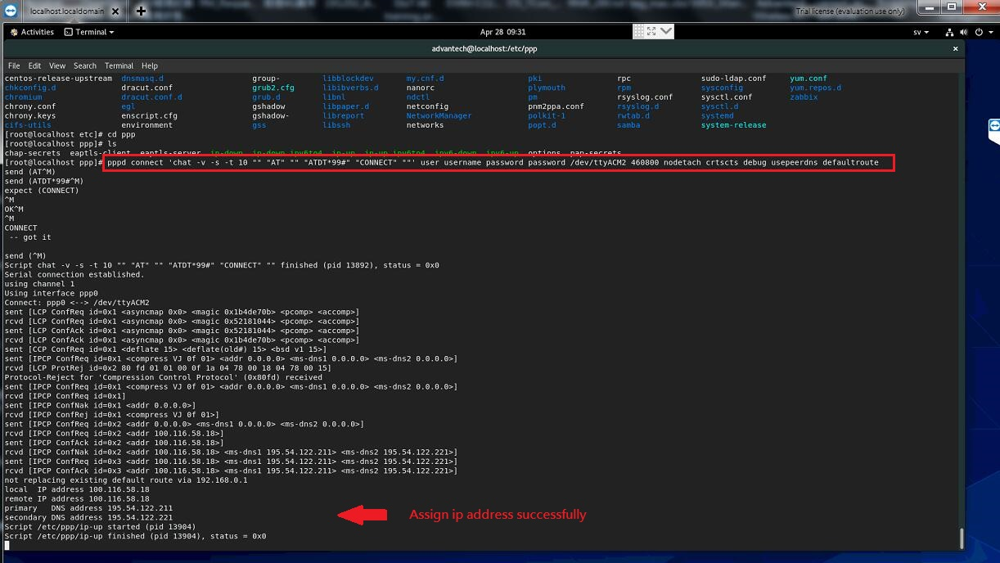 localhost.localdomain
Trial license (evaluation use only)
Activities Terminal Apr 28 09:31 sv
advantech@localhost:/etc/ppp
File Edit View Search Terminal Help
centos-release-upstream dnsmasq.d group- libblockdev my.cnf.d pki rpc sudo-ldap.conf yum.conf
chkconfig.d dracut.conf grub2.cfg libibverbs.d nanorc plymouth rpm sysconfig yum.repos.d
chromium dracut.conf.d grub.d libnl ndctl pm rsyslog.conf sysctl.conf zabbix
chrony.conf egl gshadow libpaper.d netconfig pnm2ppa.conf rsyslog.d sysctl.d
chrony.keys enscript.cfg gshadow- libreport NetworkManager polkit-1 rwtab.d systemd
cifs-utils environment gss libssh networks popt.d samba system-release
[root@localhost etc]# cd ppp
[root@localhost ppp]# ls
chap-secrets eaptls-client eaptls-server ip-down ip-down.ipv6to4 ip-up ip-up.ipv6to4 ipv6-down ipv6-up options pap-secrets
[root@localhost ppp]# pppd connect 'chat -v -s -t 10 "" "AT" "" "ATDT*99#" "CONNECT" ""' user username password password /dev/ttyACM2 460800 nodetach crtscts debug usepeerdns defaultroute
send (AT^M)
send (ATDT*99#^M)
expect (CONNECT)
^M
OK^M
^M
CONNECT
-- got it
send (^M)
Script chat -v -s -t 10 "" "AT" "" "ATDT*99#" "CONNECT" "" finished (pid 13892), status = 0x0
Serial connection established.
using channel 1
Using interface ppp0
Connect: ppp0 <--> /dev/ttyACM2
sent [LCP ConfReq id=0x1 <asyncmap 0x0> <magic 0x1b4de70b> <pcomp> <accomp>]
rcvd [LCP ConfReq id=0x1 <asyncmap 0x0> <magic 0x52181044> <pcomp> <accomp>]
sent [LCP ConfAck id=0x1 <asyncmap 0x0> <magic 0x52181044> <pcomp> <accomp>]
rcvd [LCP ConfAck id=0x1 <asyncmap 0x0> <magic 0x1b4de70b> <pcomp> <accomp>]
sent [CCP ConfReq id=0x1 <deflate 15> <deflate(old#) 15> <bsd v1 15>]
sent [IPCP ConfReq id=0x1 <compress VJ 0f 01> <addr 0.0.0.0> <ms-dns1 0.0.0.0> <ms-dns2 0.0.0.0>]
rcvd [LCP ProtRej id=0x2 80 fd 01 01 00 0f 1a 04 78 00 18 04 78 00 15]
Protocol-Reject for 'Compression Control Protocol' (0x80fd) received
sent [IPCP ConfReq id=0x1 <compress VJ 0f 01> <addr 0.0.0.0> <ms-dns1 0.0.0.0> <ms-dns2 0.0.0.0>]
rcvd [IPCP ConfReq id=0x1]
sent [IPCP ConfNak id=0x1 <addr 0.0.0.0>]
rcvd [IPCP ConfRej id=0x1 <compress VJ 0f 01>]
sent [IPCP ConfReq id=0x2 <addr 0.0.0.0> <ms-dns1 0.0.0.0> <ms-dns2 0.0.0.0>]
rcvd [IPCP ConfReq id=0x2 <addr 100.116.58.18>]
sent [IPCP ConfAck id=0x2 <addr 100.116.58.18>]
rcvd [IPCP ConfNak id=0x2 <addr 100.116.58.18> <ms-dns1 195.54.122.211> <ms-dns2 195.54.122.221>]
sent [IPCP ConfReq id=0x3 <addr 100.116.58.18> <ms-dns1 195.54.122.211> <ms-dns2 195.54.122.221>]
rcvd [IPCP ConfAck id=0x3 <addr 100.116.58.18> <ms-dns1 195.54.122.211> <ms-dns2 195.54.122.221>]
not replacing existing default route via 192.168.0.1
local IP address 100.116.58.18
remote IP address 100.116.58.18
primary DNS address 195.54.122.211
secondary DNS address 195.54.122.221
Assign ip address successfully
Script /etc/ppp/ip-up started (pid 13904)
Script /etc/ppp/ip-up finished (pid 13904), status = 0x0